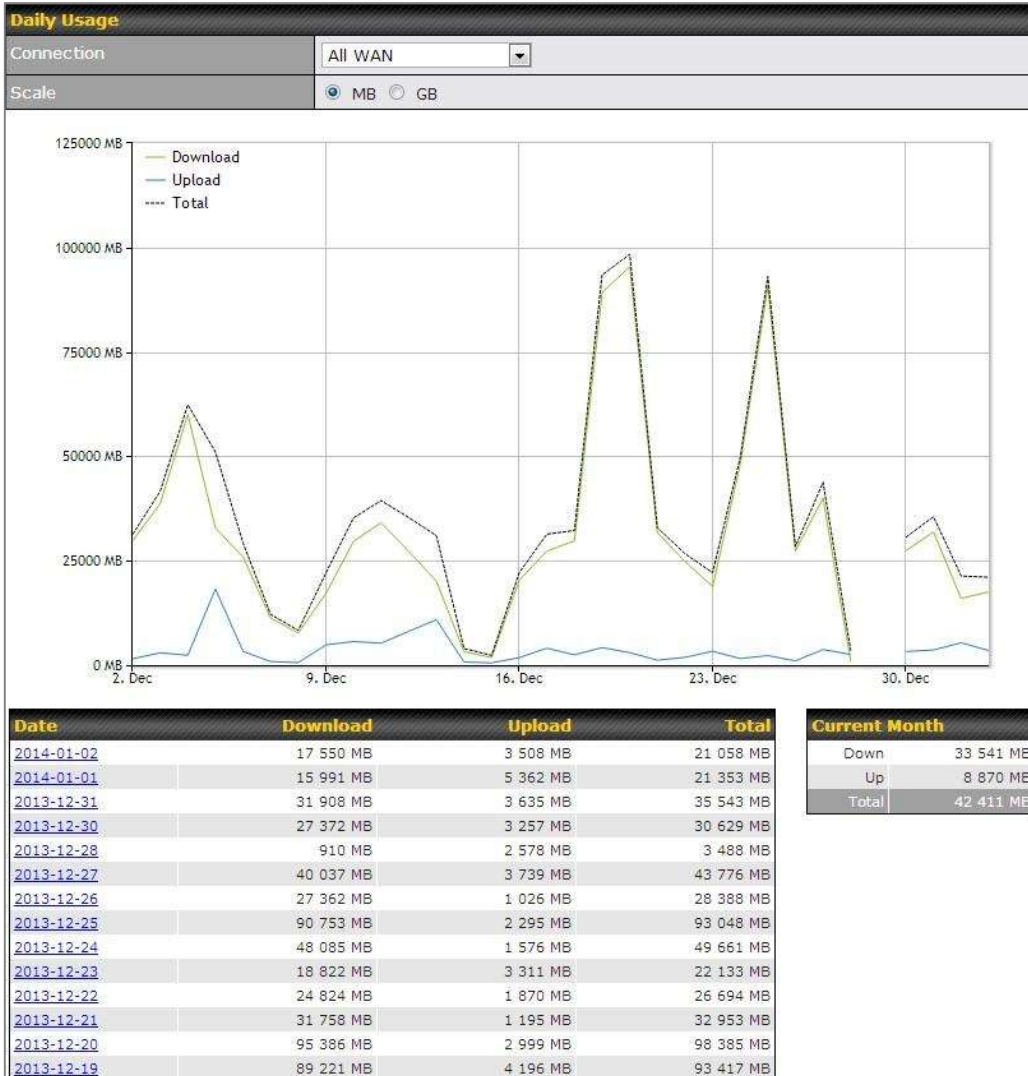 Daily Usage
Connection All WAN
Scale MB GB
125000 MB
100000 MB
75000 MB
50000 MB
25000 MB
0 MB
Download
Upload
Total
2. Dec 9. Dec 16. Dec 23. Dec 30. Dec
Date Download Upload Total
2014-01-02 17 550 MB 3 508 MB 21 058 MB
2014-01-01 15 991 MB 5 362 MB 21 353 MB
2013-12-31 31 908 MB 3 635 MB 35 543 MB
2013-12-30 27 372 MB 3 257 MB 30 629 MB
2013-12-28 910 MB 2 578 MB 3 488 MB
2013-12-27 40 037 MB 3 739 MB 43 776 MB
2013-12-26 27 362 MB 1 026 MB 28 388 MB
2013-12-25 90 753 MB 2 295 MB 93 048 MB
2013-12-24 48 085 MB 1 576 MB 49 661 MB
2013-12-23 18 822 MB 3 311 MB 22 133 MB
2013-12-22 24 824 MB 1 870 MB 26 694 MB
2013-12-21 31 758 MB 1 195 MB 32 953 MB
2013-12-20 95 386 MB 2 999 MB 98 385 MB
2013-12-19 89 221 MB 4 196 MB 93 417 MB
Current Month
Down 33 541 MB
Up 8 870 MB
Total 42 411 MB